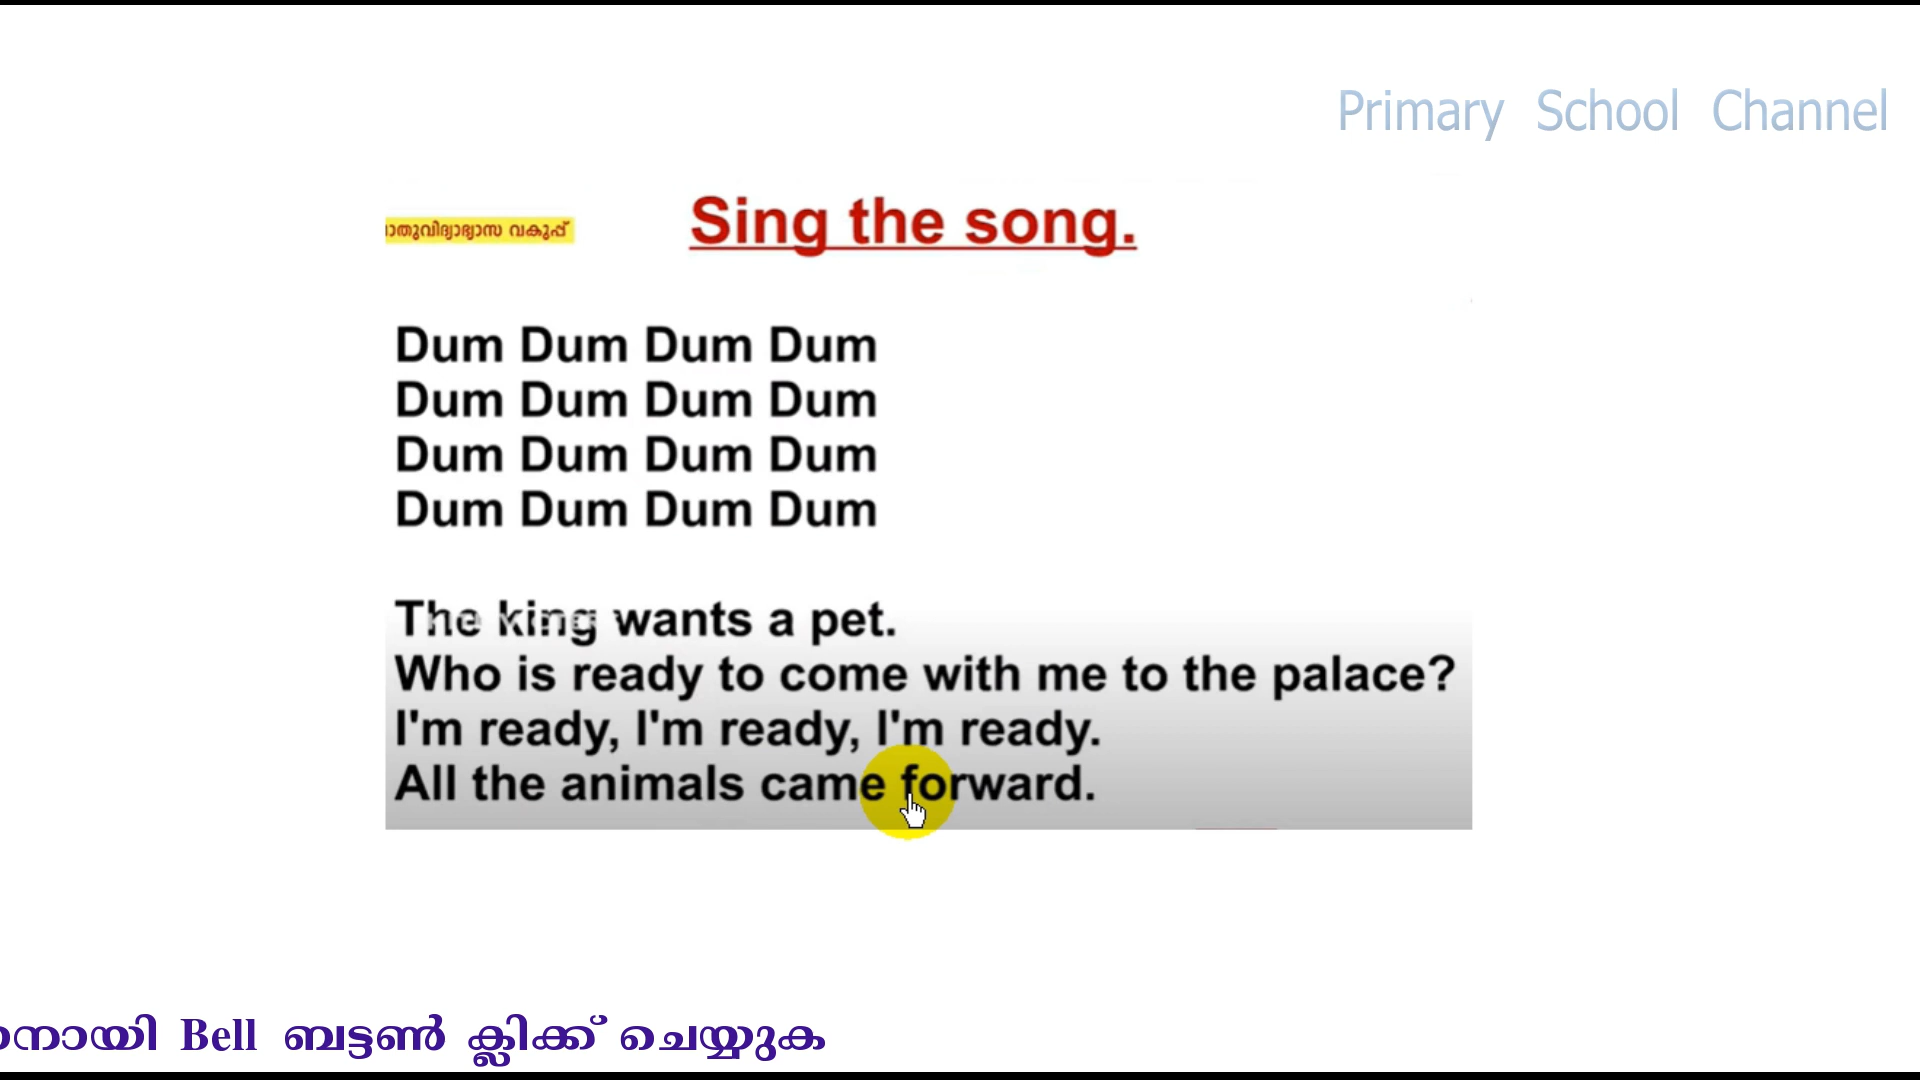 Primary School Channel
Sing the song.
വകുപ്പ്
Dum Dum Dum Dum
Dum Dum Dum Dum
Dum Dum Dum Dum
Dum Dum Dum Dum
The king wants a pet.
Who is ready to come with me to the palace?
I'm ready, I'm ready, I'm ready.
All the animals came forward.
Bell ബട്ടൺ ക്ലിക്ക് ചെയ്യുക